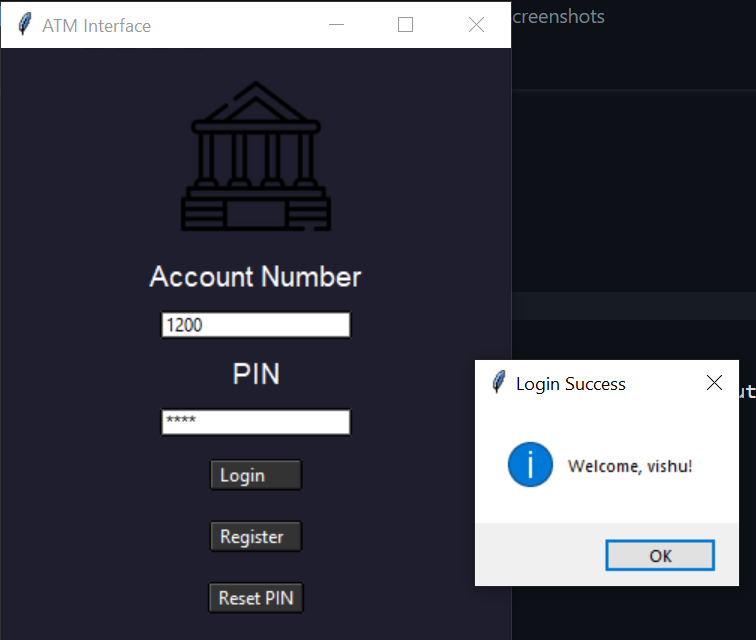 ATM Interface
creenshots
Account Number
1200
PIN
****
Login
Register
Reset PIN
Login Success
ut
Welcome, vishu!
OK